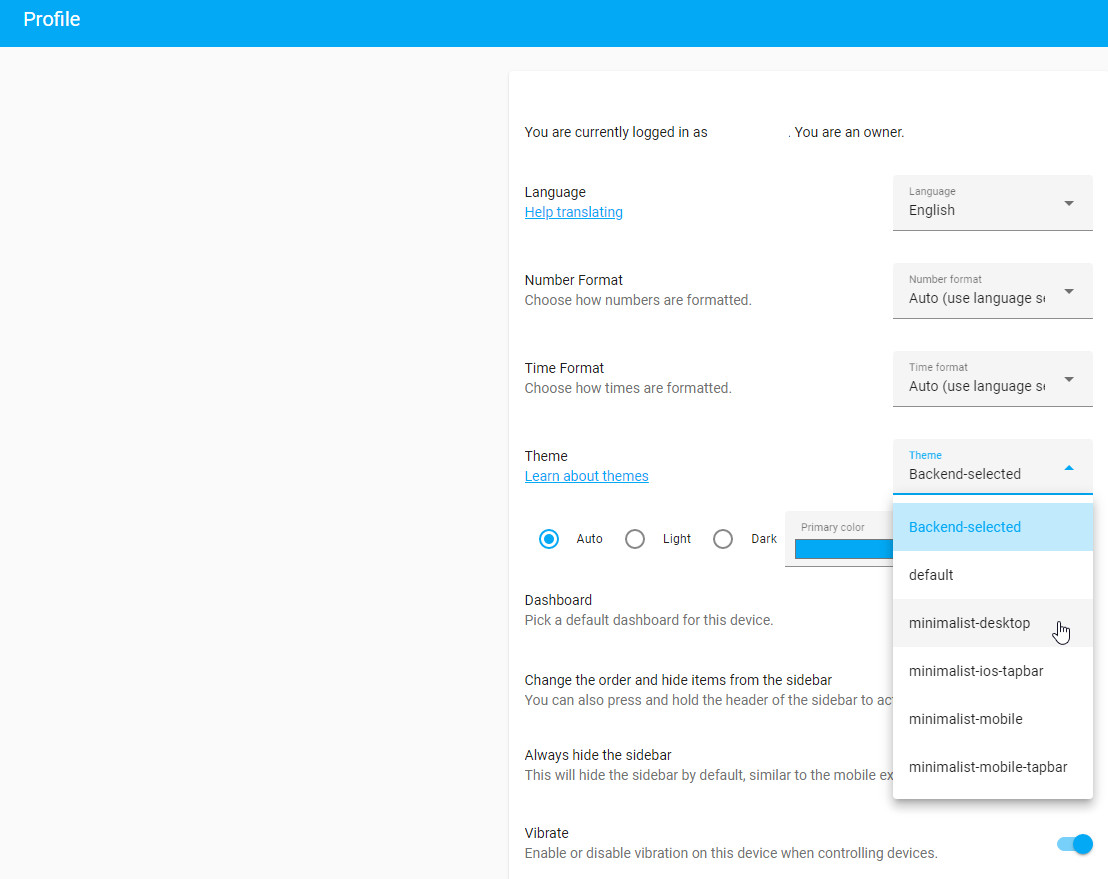 Profile
You are currently logged in as . You are an owner.
Language
Help translating
Language
English
Number Format
Choose how numbers are formatted.
Number format
Auto (use language se
Time Format
Choose how times are formatted.
Time format
Auto (use language se
Theme
Learn about themes
Theme
Backend-selected
Auto
Light
Dark
Primary color
Backend-selected
default
minimalist-desktop
minimalist-ios-tapbar
minimalist-mobile
minimalist-mobile-tapbar
Dashboard
Pick a default dashboard for this device.
Change the order and hide items from the sidebar
You can also press and hold the header of the sidebar to ac
Always hide the sidebar
This will hide the sidebar by default, similar to the mobile ex
Vibrate
Enable or disable vibration on this device when controlling devices.